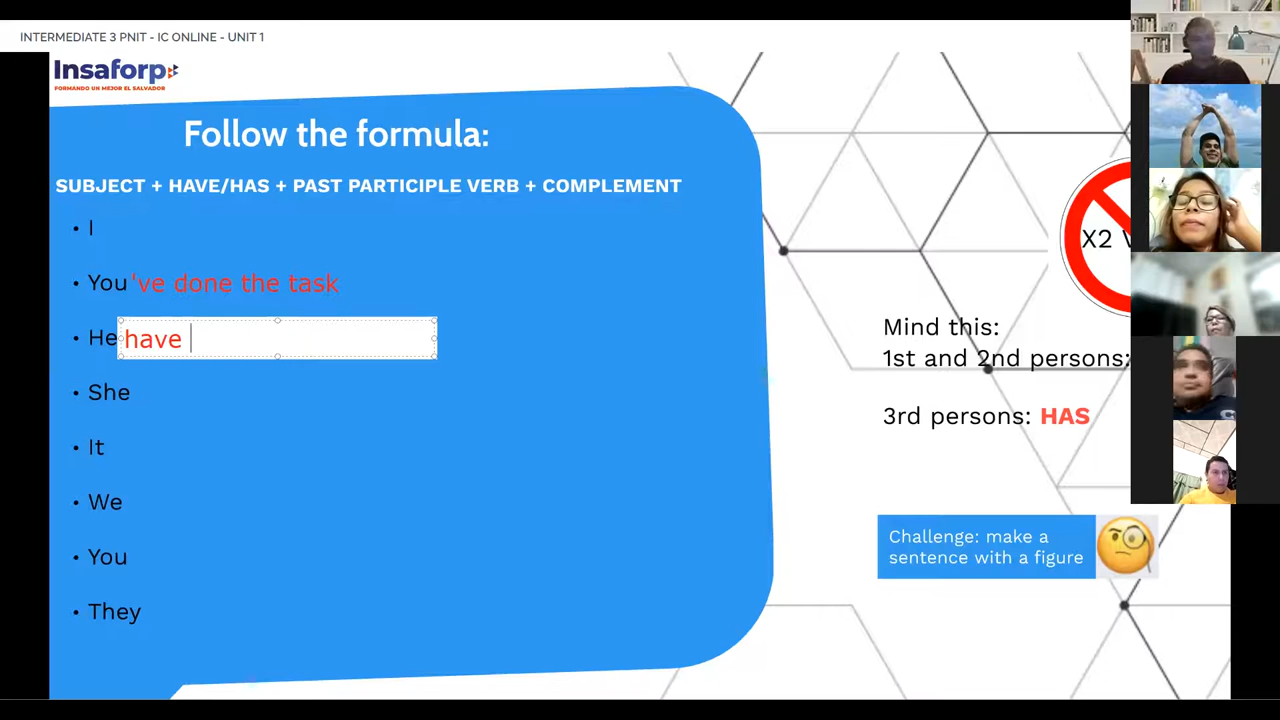 INTERMEDIATE 3 PNIT - IC ONLINE - UNIT 1
Insaforp
FORMANDO UN MEJOR EL SALVADOR
Follow the formula:
SUBJECT + HAVE/HAS + PAST PARTICIPLE VERB + COMPLEMENT
• I
• You've done the task
• He have
• She
• It
• We
• You
• They
X2
Mind this:
1st and 2nd persons:
3rd persons: HAS
Challenge: make a
sentence with a figure